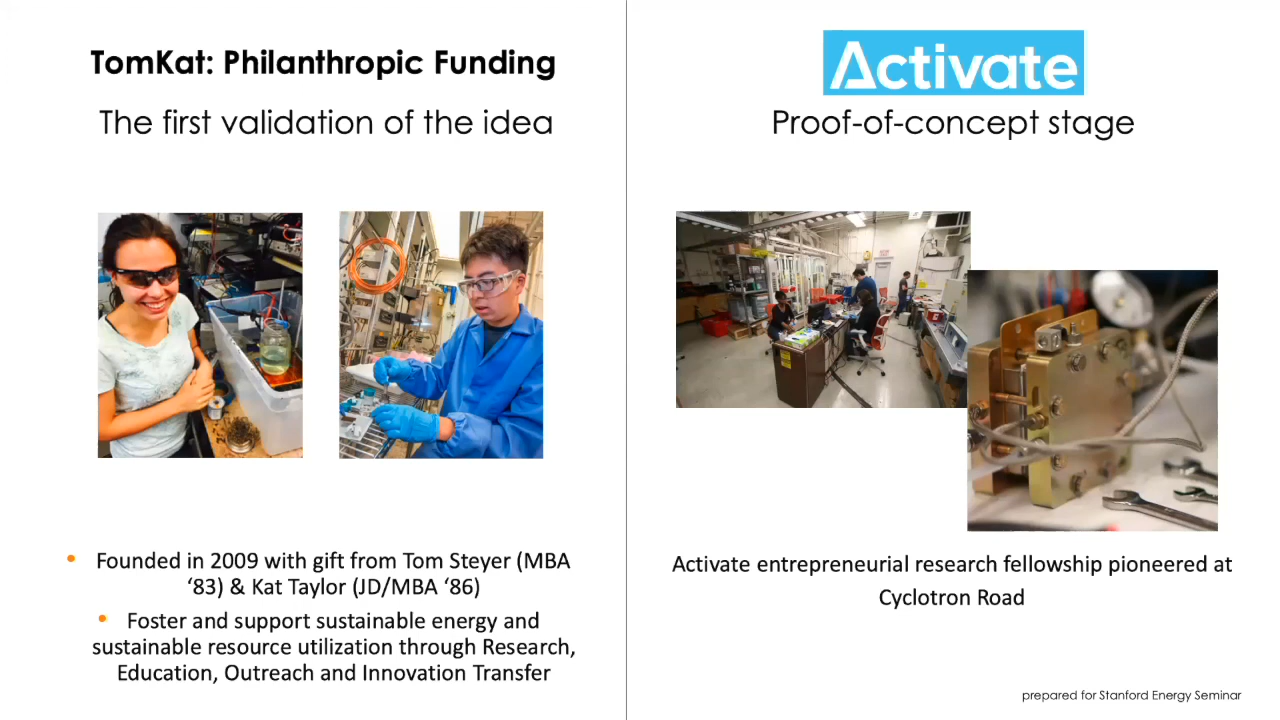 TomKat: Philanthropic Funding
The first validation of the idea
• Founded in 2009 with gift from Tom Steyer (MBA
‘83) & Kat Taylor (JD/MBA ‘86)
• Foster and support sustainable energy and
sustainable resource utilization through Research,
Education, Outreach and Innovation Transfer
Activate
Proof-of-concept stage
Activate entrepreneurial research fellowship pioneered at
Cyclotron Road
prepared for Stanford Energy Seminar